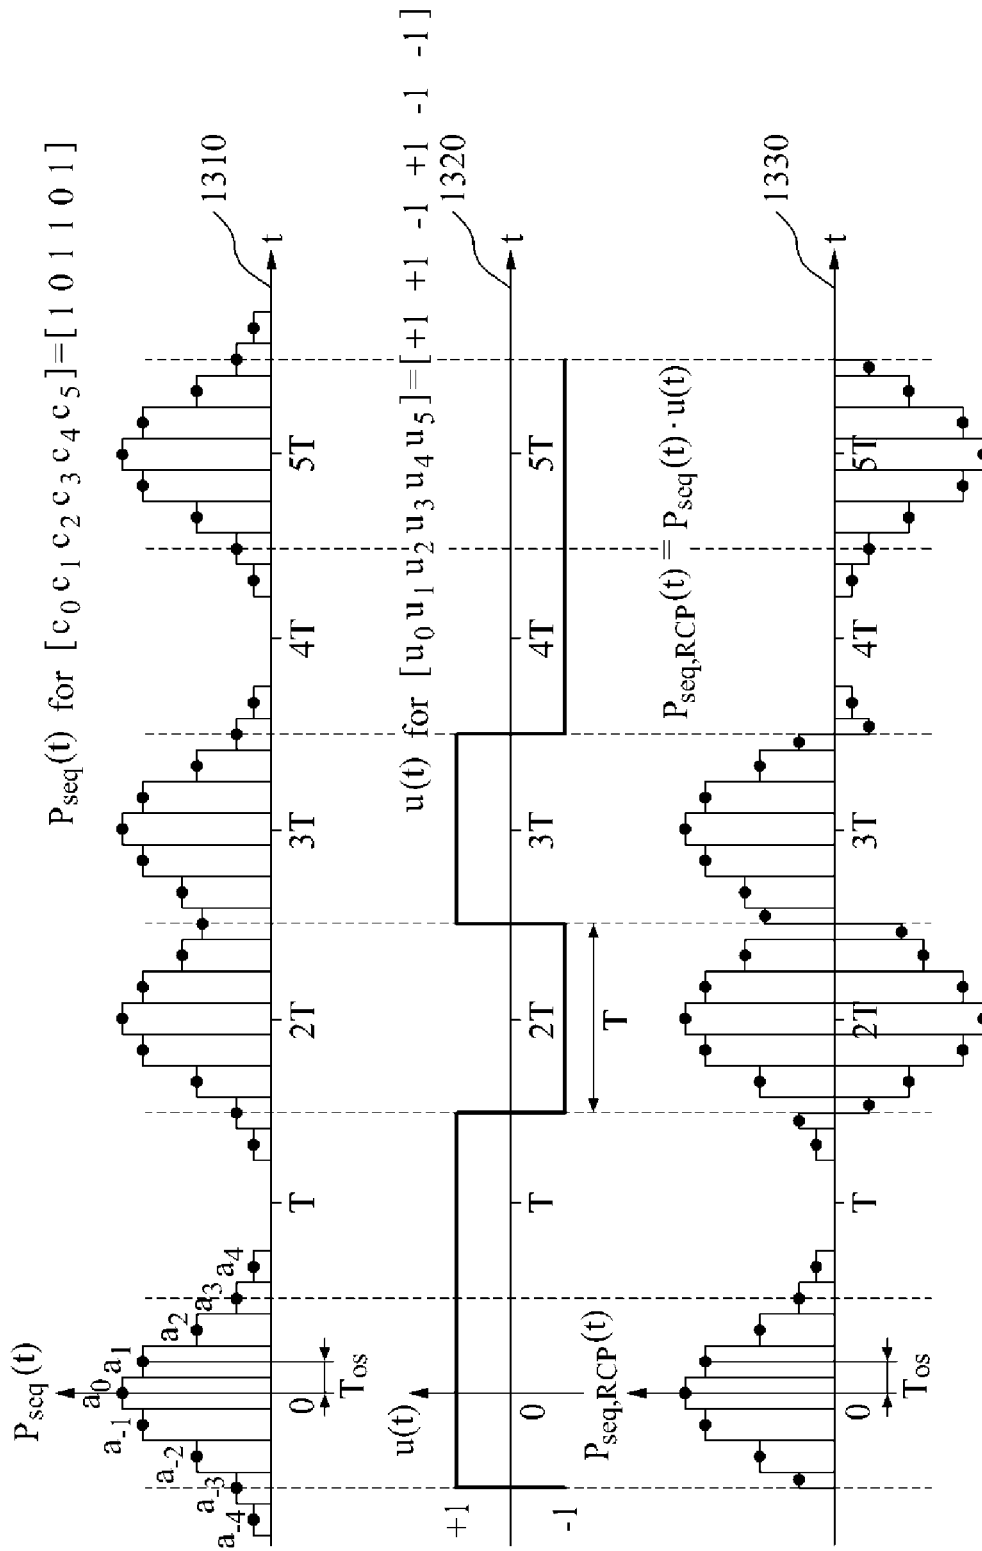 P_seq(t) for [c_0 c_1 c_2 c_3 c_4 c_5]=[1 0 1 1 0 1]
P_seq(t)
a_-4 a_-3 a_-2 a_-1 a_0 a_1 a_2 a_3 a_4
0 T 2T 3T 4T 5T t
T_OS
1310
u(t) for [u_0 u_1 u_2 u_3 u_4 u_5]=[+1 +1 -1 +1 -1 -1]
u(t)
+1
-1
0 T 2T 3T 4T 5T t
T
1320
P_seq,RCP(t) = P_seq(t) · u(t)
P_seq,RCP(t)
0 T 2T 3T 4T 5T t
T_OS
1330